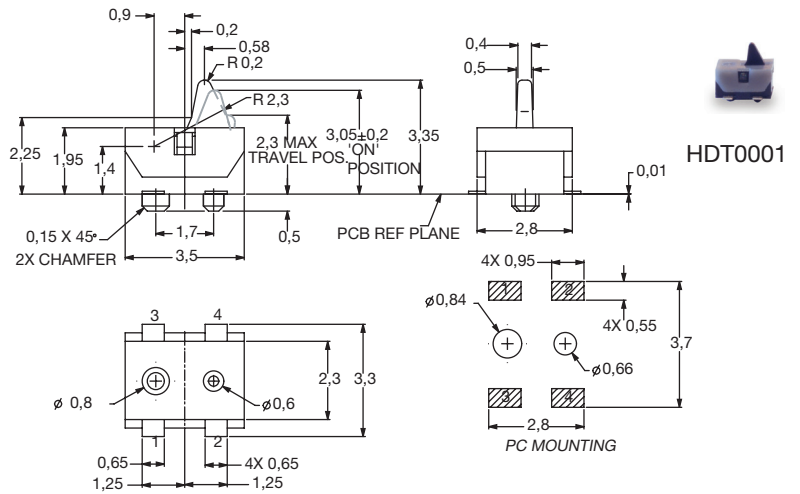 0,9
0,2
0,58
R 0,2
R 2,3
2,25
1,95
1,4
2,3 MAX
TRAVEL POS.
3,05±0,2
'ON'
POSITION
3,35
0,15 X 45°
2X CHAMFER
1,7
3,5
0,5
PCB REF PLANE
0,4
0,5
0,01
2,8
HDT0001
3
4
ø 0,8
ø0,6
2,3
3,3
1
2
0,65
4X 0,65
1,25
1,25
4X 0,95
1
2
ø0,84
4X 0,55
3,7
ø0,66
3
4
2,8
PC MOUNTING